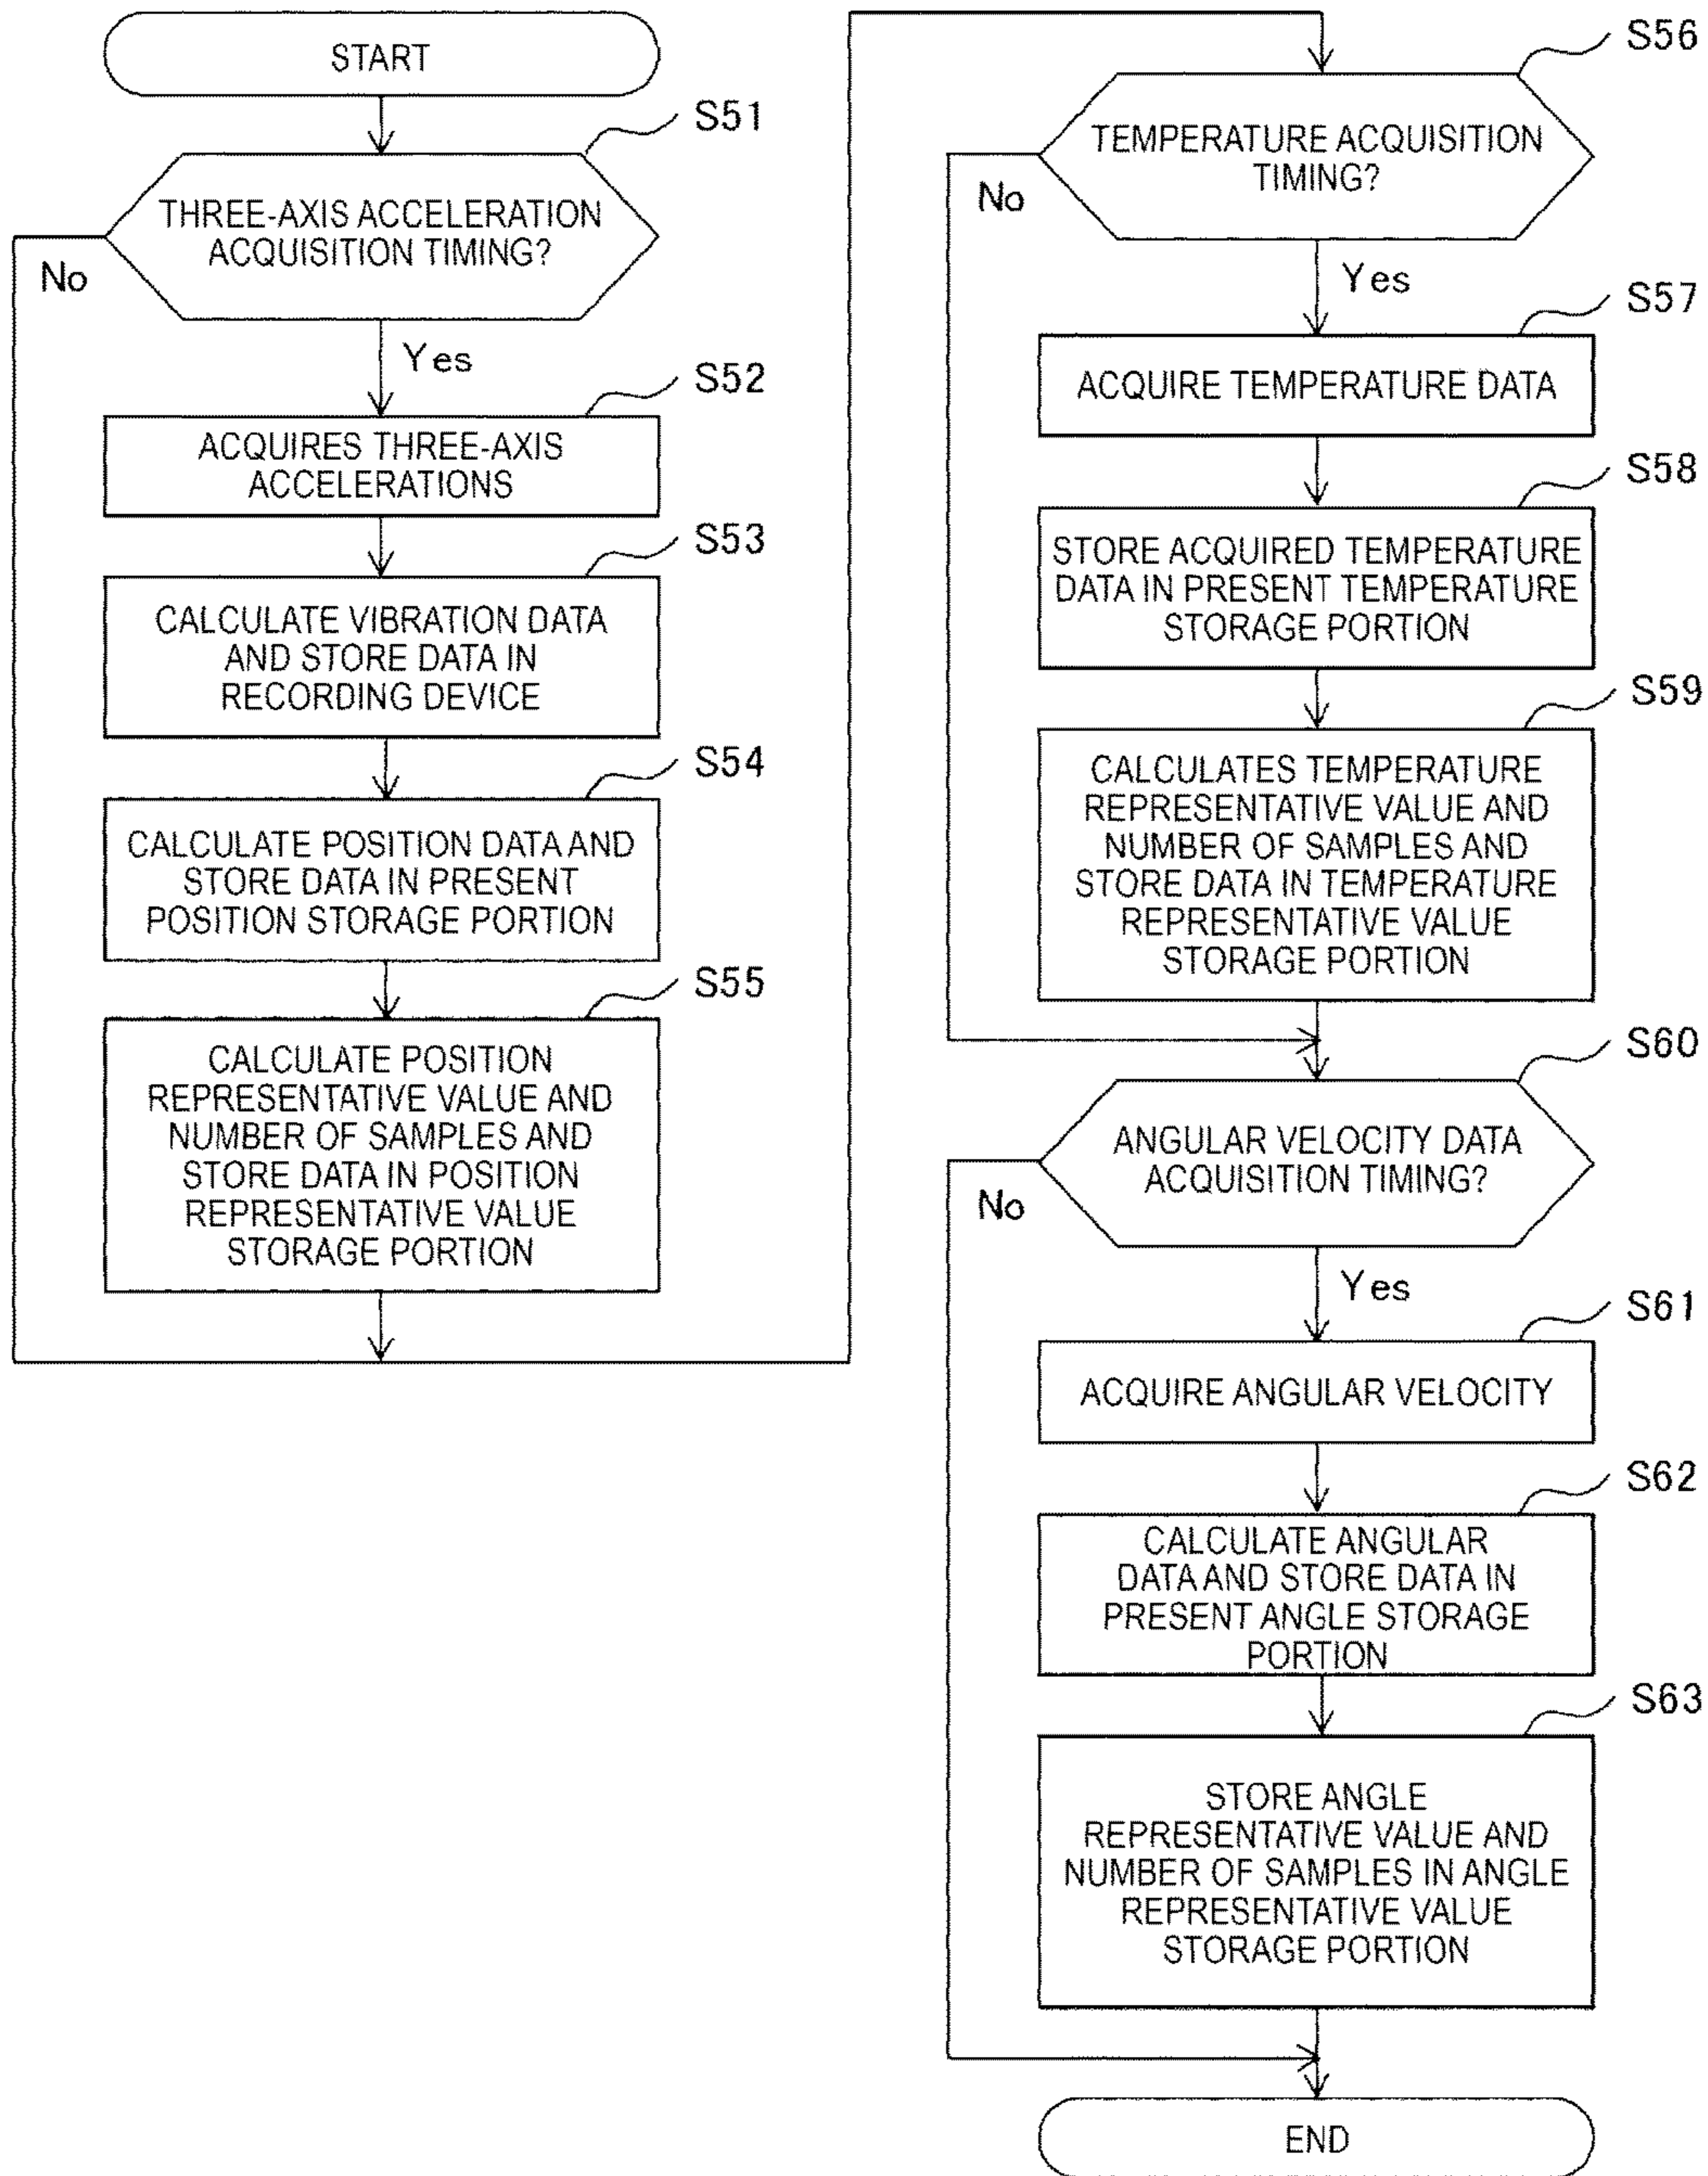 START
S51
THREE-AXIS ACCELERATION
ACQUISITION TIMING?
No
Yes
S52
ACQUIRES THREE-AXIS
ACCELERATIONS
S53
CALCULATE VIBRATION DATA
AND STORE DATA IN
RECORDING DEVICE
S54
CALCULATE POSITION DATA AND
STORE DATA IN PRESENT
POSITION STORAGE PORTION
S55
CALCULATE POSITION
REPRESENTATIVE VALUE AND
NUMBER OF SAMPLES AND
STORE DATA IN POSITION
REPRESENTATIVE VALUE
STORAGE PORTION
S56
TEMPERATURE ACQUISITION
TIMING?
No
Yes
S57
ACQUIRE TEMPERATURE DATA
S58
STORE ACQUIRED TEMPERATURE
DATA IN PRESENT TEMPERATURE
STORAGE PORTION
S59
CALCULATES TEMPERATURE
REPRESENTATIVE VALUE AND
NUMBER OF SAMPLES AND
STORE DATA IN TEMPERATURE
REPRESENTATIVE VALUE
STORAGE PORTION
S60
ANGULAR VELOCITY DATA
ACQUISITION TIMING?
No
Yes
S61
ACQUIRE ANGULAR VELOCITY
S62
CALCULATE ANGULAR
DATA AND STORE DATA IN
PRESENT ANGLE STORAGE
PORTION
S63
STORE ANGLE
REPRESENTATIVE VALUE AND
NUMBER OF SAMPLES IN ANGLE
REPRESENTATIVE VALUE
STORAGE PORTION
END